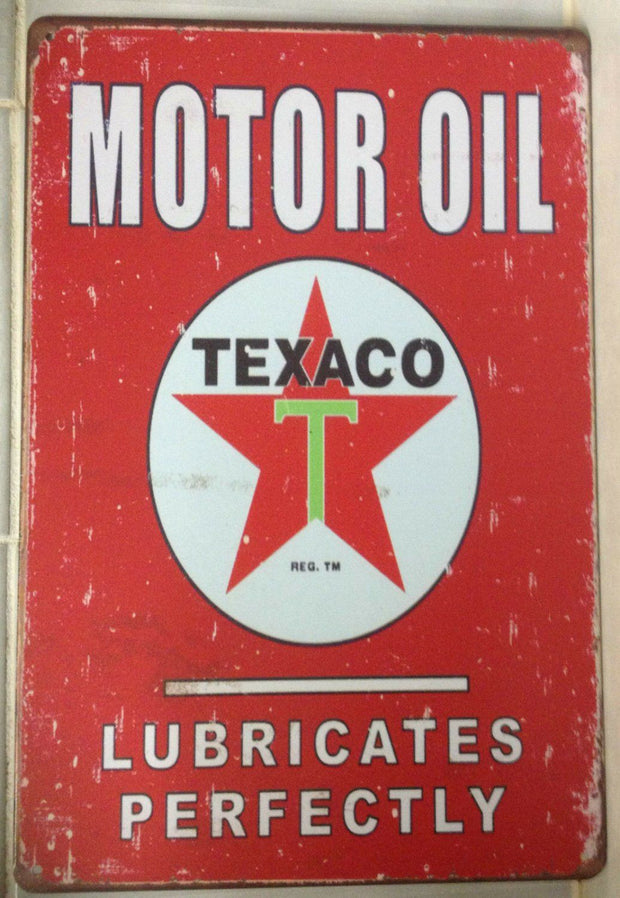 MOTOR OIL
TEXACO
T
REG. TM
LUBRICATES
PERFECTLY